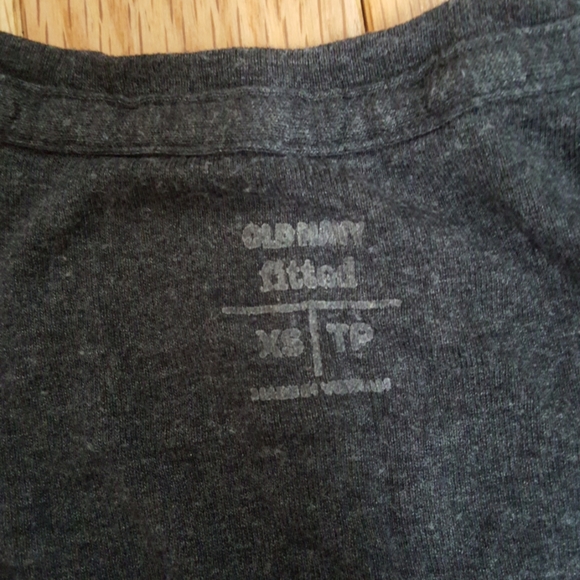 OLD NAVY
fitted
XS TP
MADE IN VIETNAM